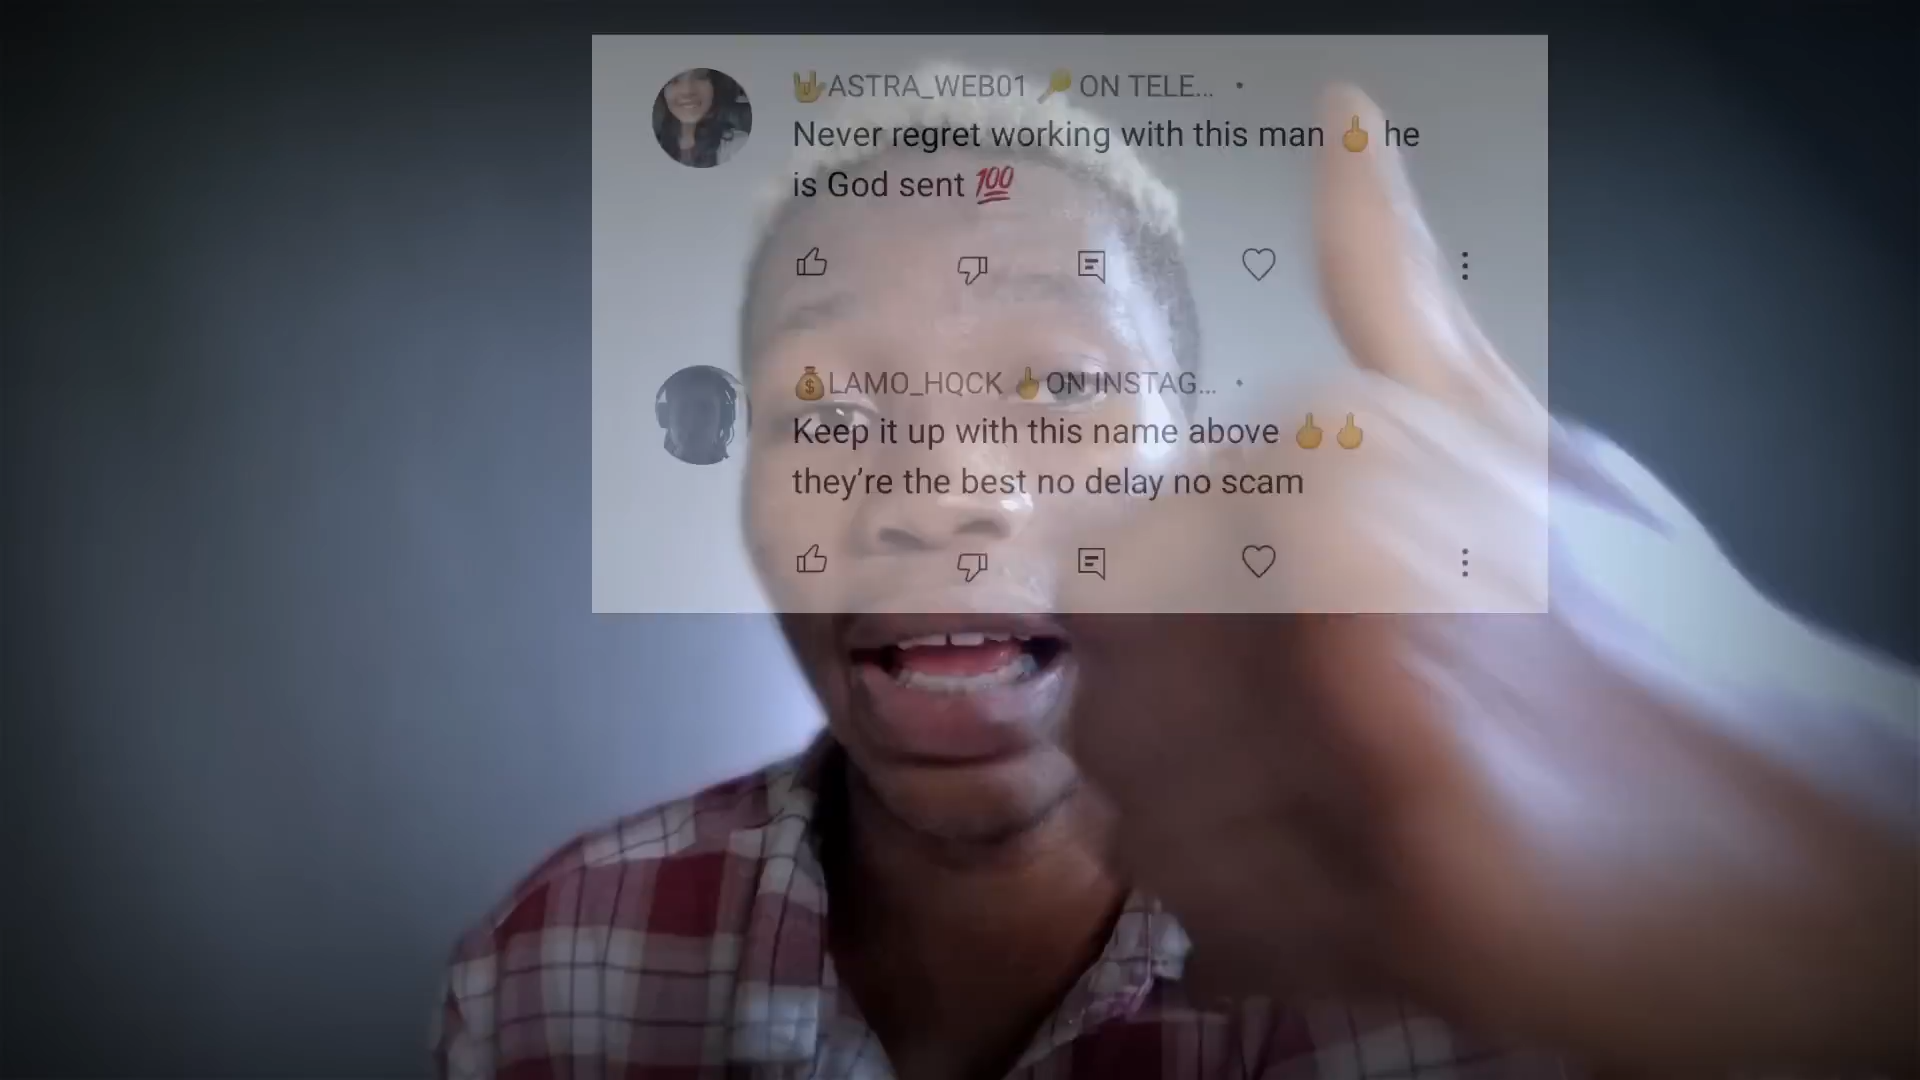 🤟ASTRA_WEB01 🔑 ON TELE... •
Never regret working with this man 🖕 he
is God sent 💯
💰LAMO_HQCK 🖕ON INSTAG... •
Keep it up with this name above 🖕🖕
they’re the best no delay no scam